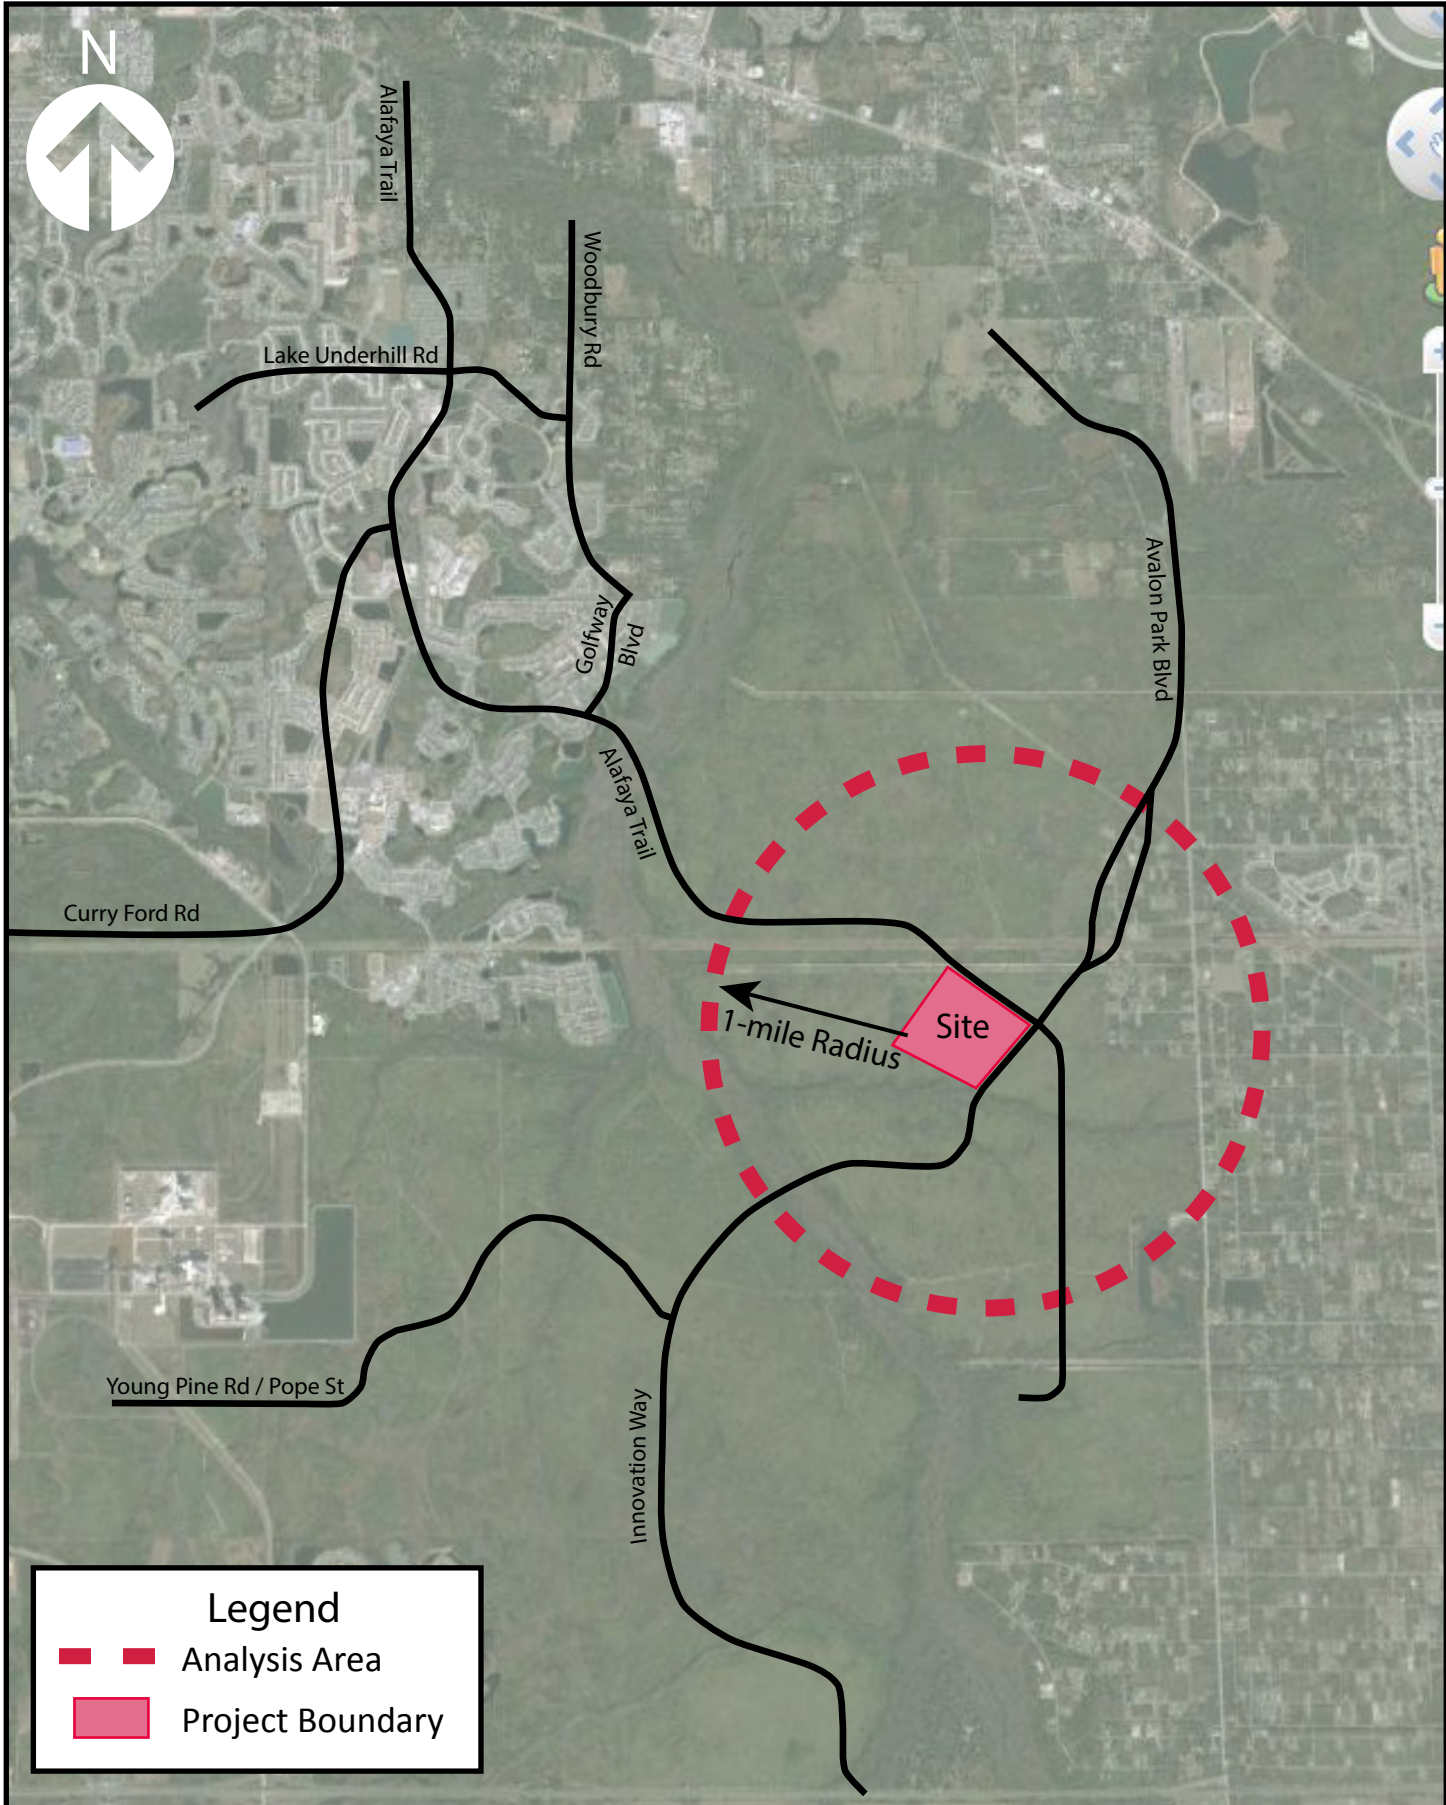 N
Alafaya Trail
Woodbury Rd
Lake Underhill Rd
Avalon Park Blvd
Golfway
Blvd
Alafaya Trail
Curry Ford Rd
Site
1-mile Radius
Young Pine Rd / Pope St
Innovation Way
Legend
Analysis Area
Project Boundary